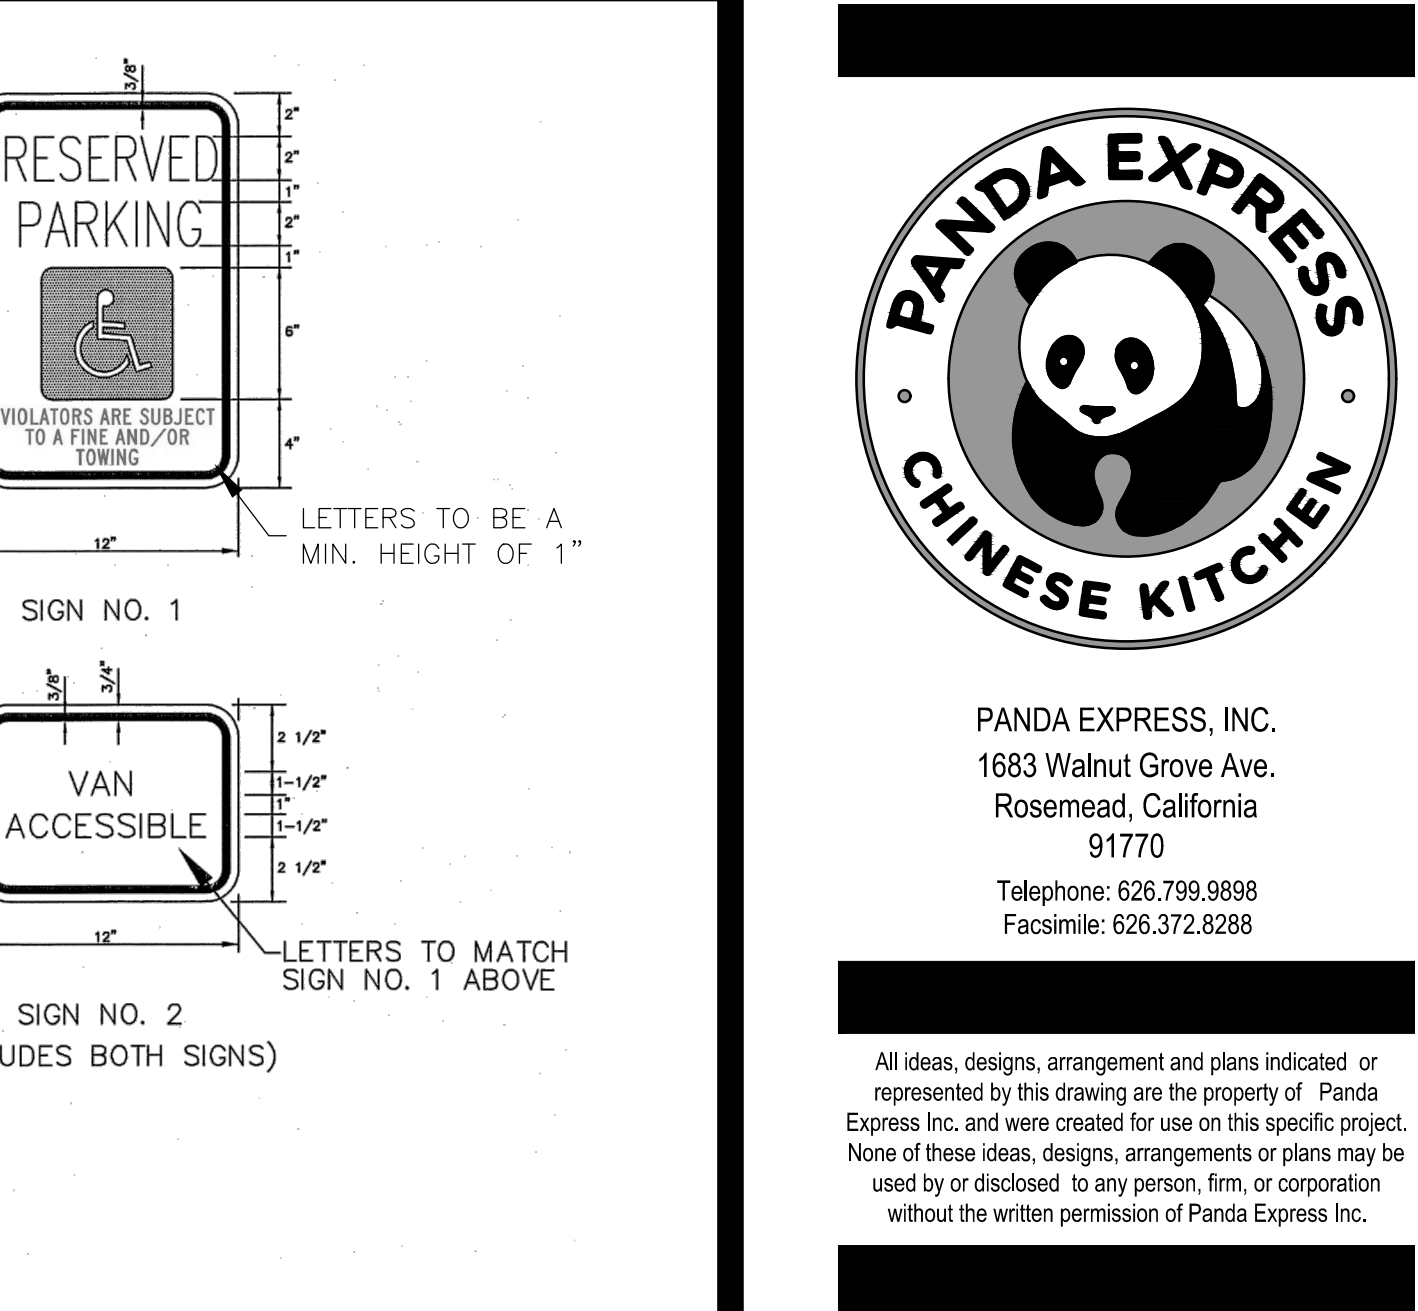 3/8"
2"
RESERVED
2"
1"
PARKING
2"
1"
6"
VIOLATORS ARE SUBJECT
TO A FINE AND/OR
TOWING
4"
LETTERS TO BE A
MIN. HEIGHT OF 1"
12"
SIGN NO. 1
3/8"
3/4"
2 1/2"
VAN
1-1/2"
1"
ACCESSIBLE
1-1/2"
2 1/2"
12"
LETTERS TO MATCH
SIGN NO. 1 ABOVE
SIGN NO. 2
UDES BOTH SIGNS)
PANDA EXPRESS
CHINESE KITCHEN
PANDA EXPRESS, INC.
1683 Walnut Grove Ave.
Rosemead, California
91770
Telephone: 626.799.9898
Facsimile: 626.372.8288
All ideas, designs, arrangement and plans indicated or
represented by this drawing are the property of Panda
Express Inc. and were created for use on this specific project.
None of these ideas, designs, arrangements or plans may be
used by or disclosed to any person, firm, or corporation
without the written permission of Panda Express Inc.